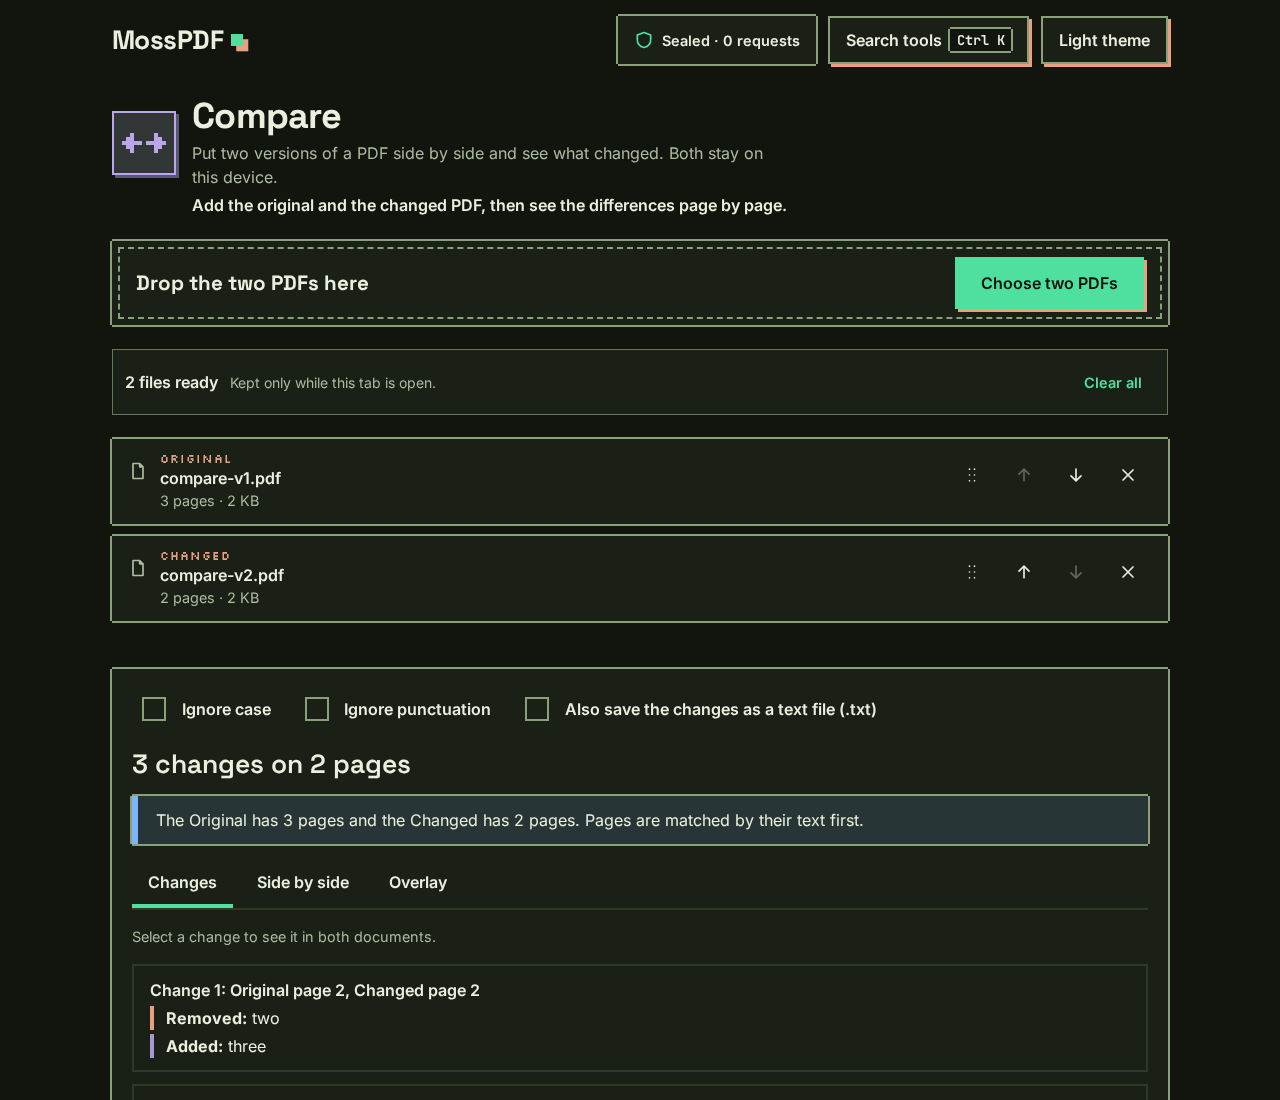 MossPDF
Sealed · 0 requests
Search tools Ctrl K
Light theme
Compare
Put two versions of a PDF side by side and see what changed. Both stay on
this device.
Add the original and the changed PDF, then see the differences page by page.
Drop the two PDFs here
Choose two PDFs
2 files ready Kept only while this tab is open.
Clear all
ORIGINAL
compare-v1.pdf
3 pages · 2 KB
CHANGED
compare-v2.pdf
2 pages · 2 KB
Ignore case
Ignore punctuation
Also save the changes as a text file (.txt)
3 changes on 2 pages
The Original has 3 pages and the Changed has 2 pages. Pages are matched by their text first.
Changes
Side by side
Overlay
Select a change to see it in both documents.
Change 1: Original page 2, Changed page 2
Removed: two
Added: three